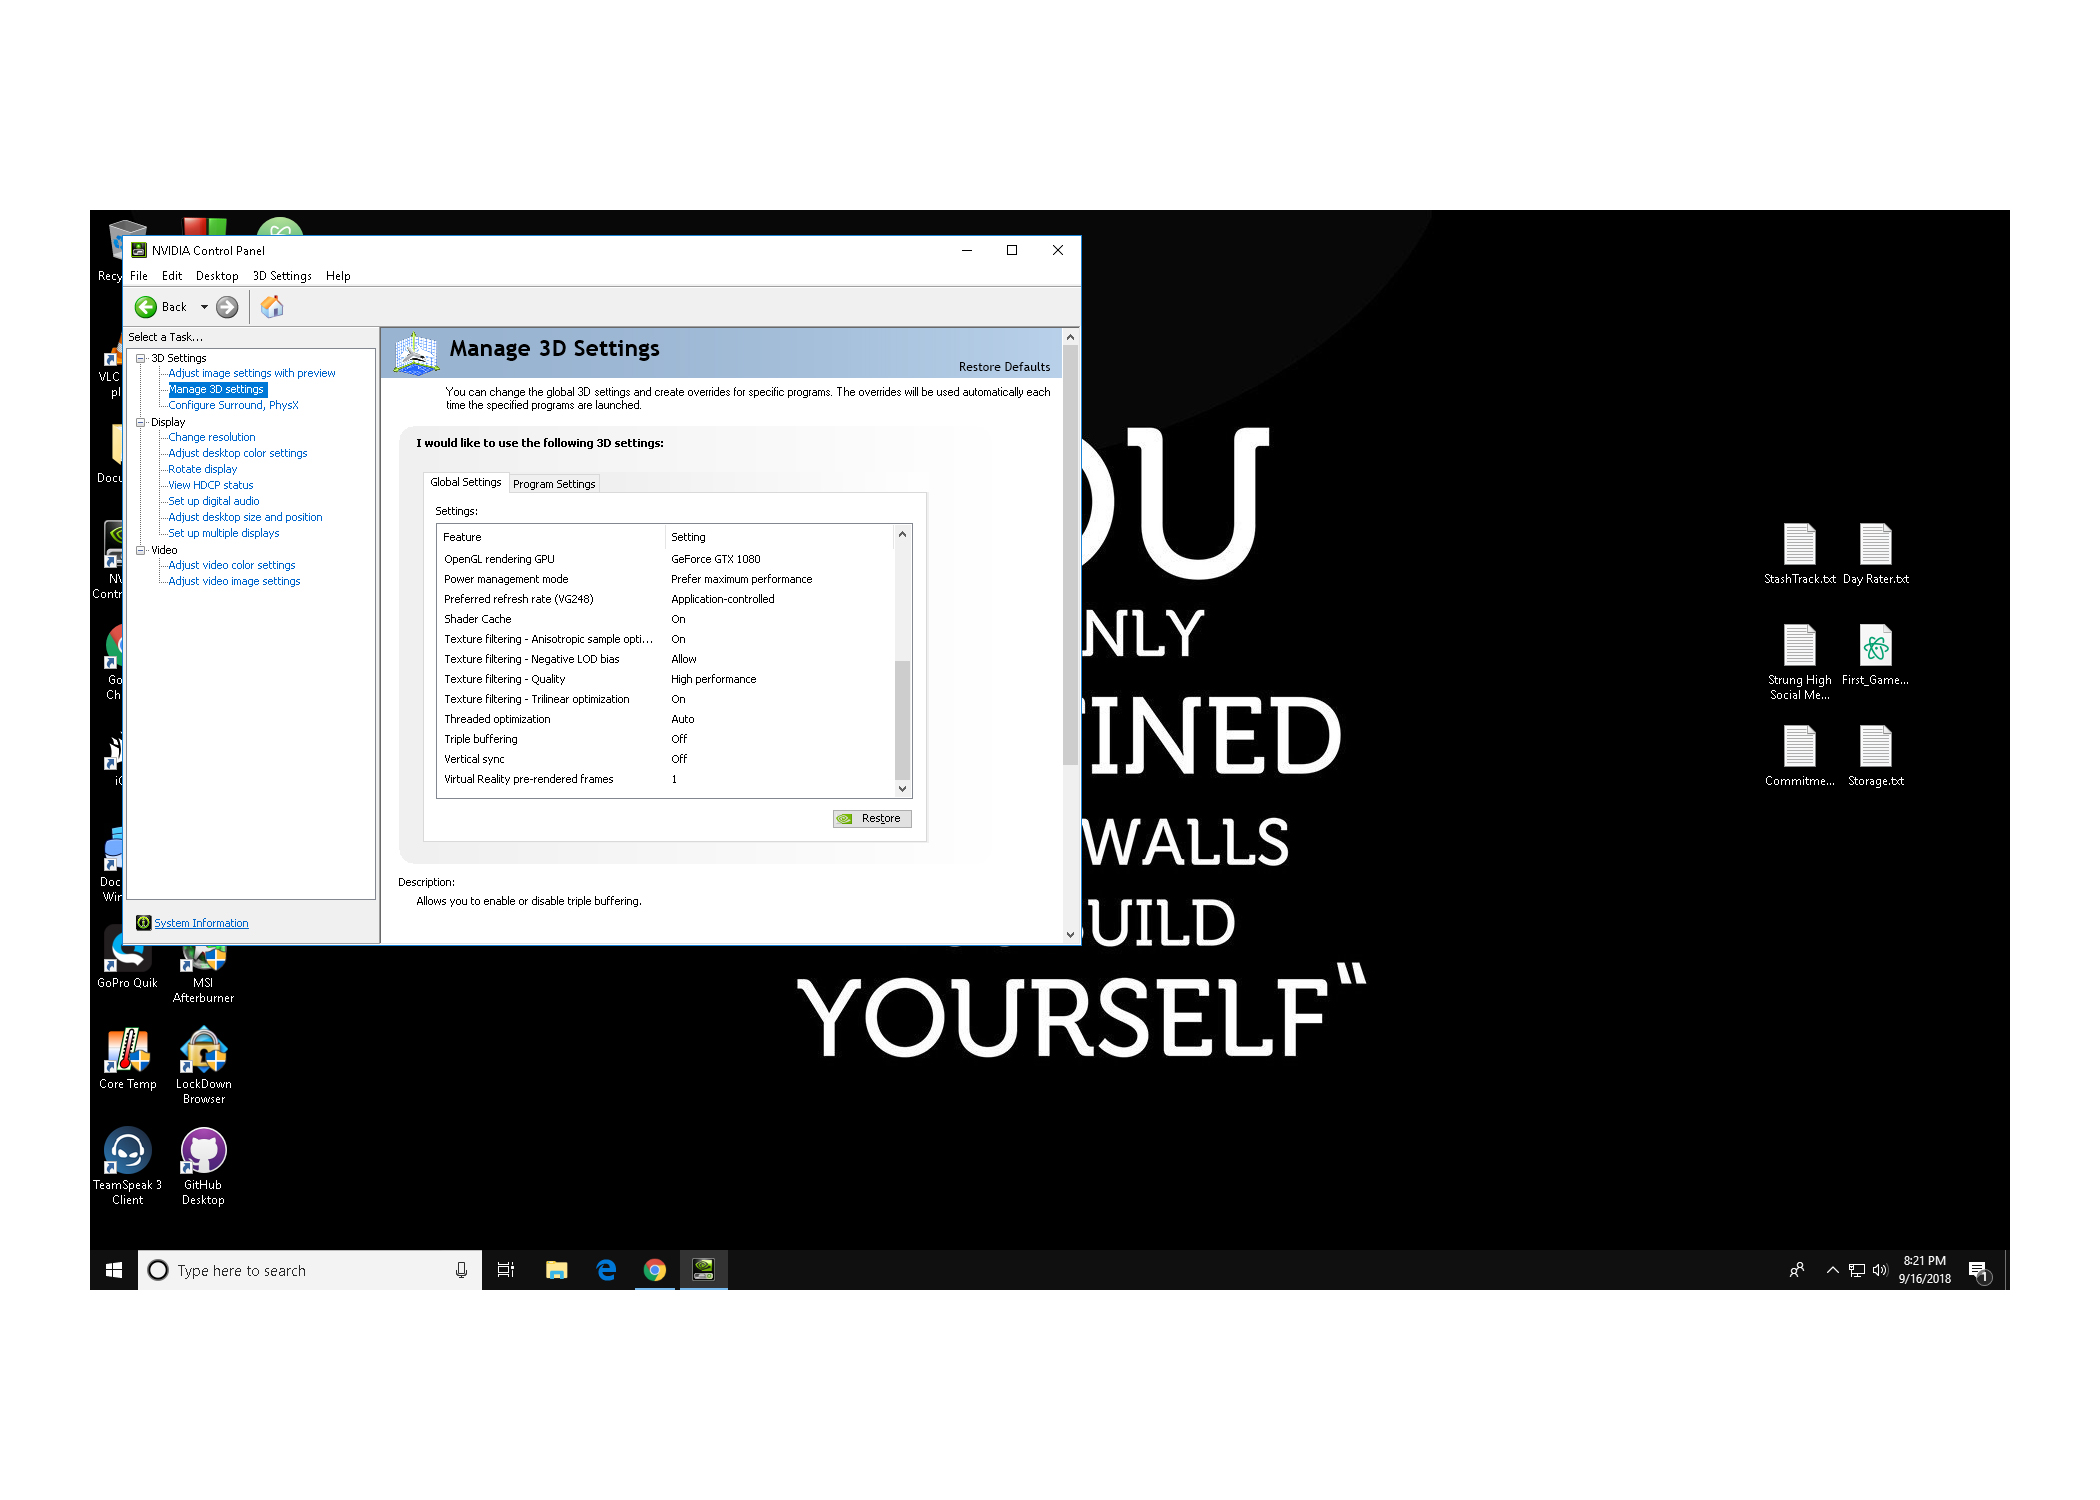 NVIDIA Control Panel
File Edit Desktop 3D Settings Help
Back
Select a Task...
3D Settings
Adjust image settings with preview
Manage 3D settings
Configure Surround, PhysX
Display
Change resolution
Adjust desktop color settings
Rotate display
View HDCP status
Set up digital audio
Adjust desktop size and position
Set up multiple displays
Video
Adjust video color settings
Adjust video image settings
System Information
Manage 3D Settings
Restore Defaults
You can change the global 3D settings and create overrides for specific programs. The overrides will be used automatically each
time the specified programs are launched.
I would like to use the following 3D settings:
Global Settings Program Settings
Settings:
Feature Setting
OpenGL rendering GPU GeForce GTX 1080
Power management mode Prefer maximum performance
Preferred refresh rate (VG248) Application-controlled
Shader Cache On
Texture filtering - Anisotropic sample opti... On
Texture filtering - Negative LOD bias Allow
Texture filtering - Quality High performance
Texture filtering - Trilinear optimization On
Threaded optimization Auto
Triple buffering Off
Vertical sync Off
Virtual Reality pre-rendered frames 1
Restore
Description:
Allows you to enable or disable triple buffering.
Recy
VLC
pl
Docu
NV
Contr
Go
Ch
Doc
Win
GoPro Quik
MSI
Afterburner
Core Temp
LockDown
Browser
TeamSpeak 3
Client
GitHub
Desktop
OU
NLY
INED
WALLS
UILD
YOURSELF“
StashTrack.txt
Day Rater.txt
Strung High
Social Me...
First_Game...
Commitme...
Storage.txt
Type here to search
8:21 PM
9/16/2018
1